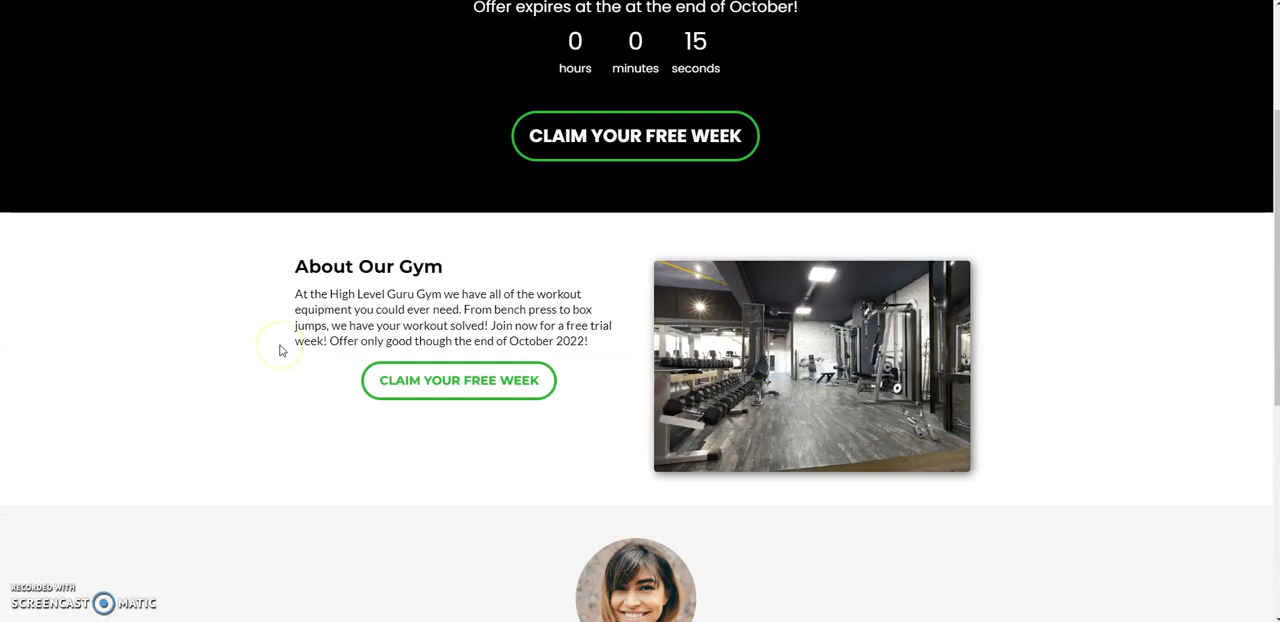 Offer expires at the at the end of October!
0 0 15
hours minutes seconds
CLAIM YOUR FREE WEEK
About Our Gym
At the High Level Guru Gym we have all of the workout
equipment you could ever need. From bench press to box
jumps, we have your workout solved! Join now for a free trial
week! Offer only good though the end of October 2022!
CLAIM YOUR FREE WEEK
RECORDED WITH
SCREENCAST MATIC